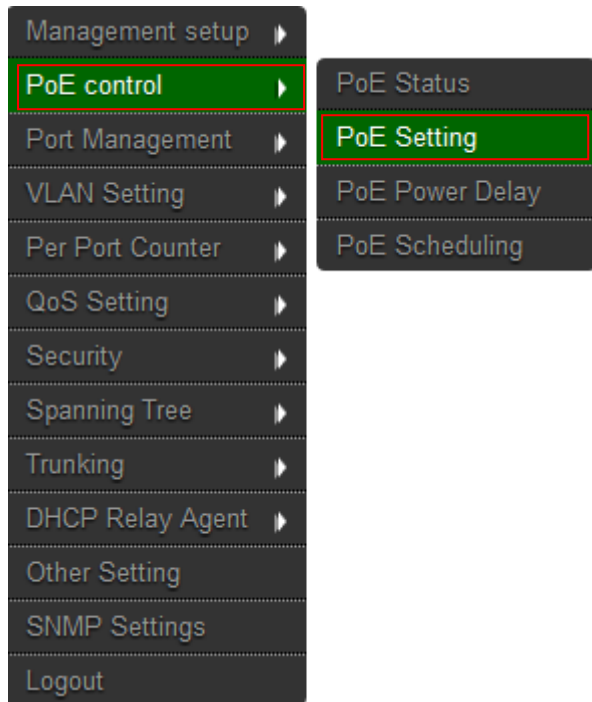 Management setup
PoE control
Port Management
VLAN Setting
Per Port Counter
QoS Setting
Security
Spanning Tree
Trunking
DHCP Relay Agent
Other Setting
SNMP Settings
Logout
PoE Status
PoE Setting
PoE Power Delay
PoE Scheduling